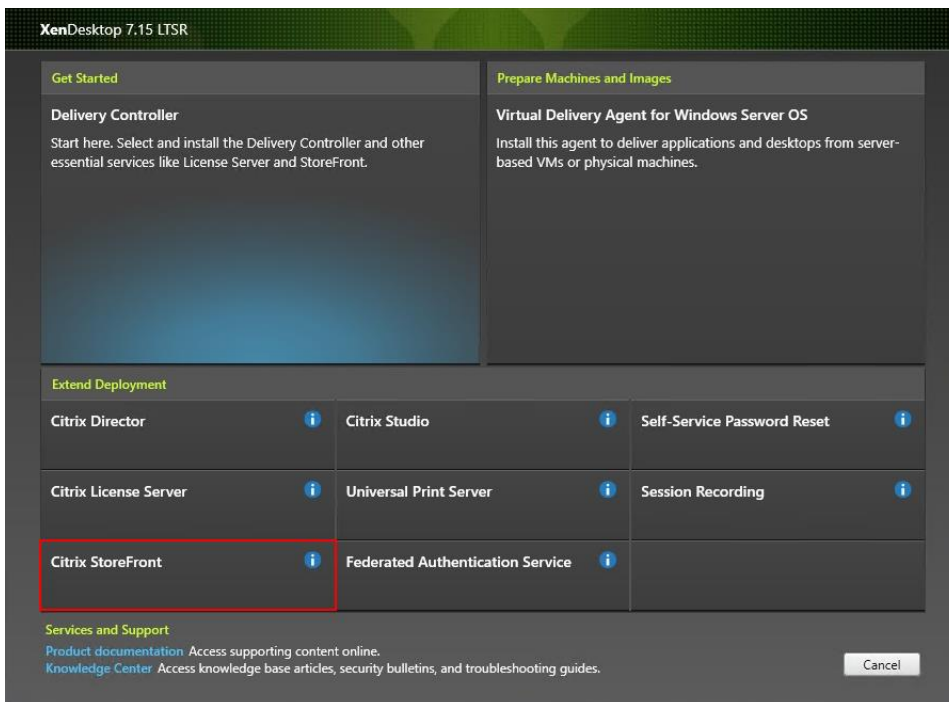 XenDesktop 7.15 LTSR
Get Started
Delivery Controller
Start here. Select and install the Delivery Controller and other
essential services like License Server and StoreFront.
Prepare Machines and Images
Virtual Delivery Agent for Windows Server OS
Install this agent to deliver applications and desktops from server-
based VMs or physical machines.
Extend Deployment
Citrix Director
Citrix Studio
Self-Service Password Reset
Citrix License Server
Universal Print Server
Session Recording
Citrix StoreFront
Federated Authentication Service
Services and Support
Product documentation Access supporting content online.
Knowledge Center Access knowledge base articles, security bulletins, and troubleshooting guides.
Cancel